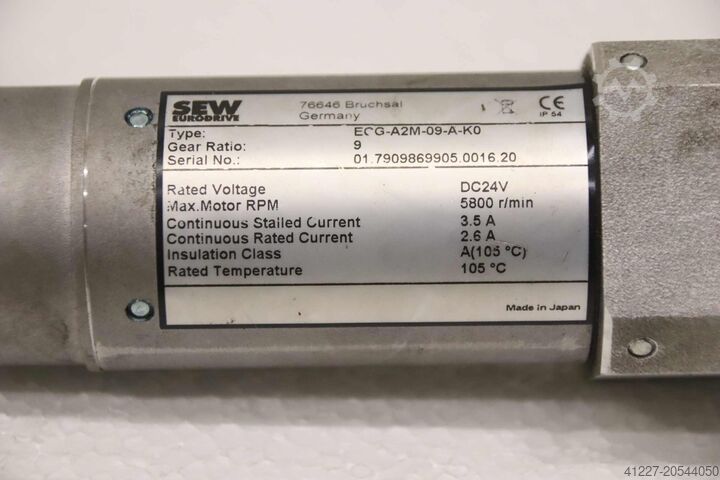 SEW
EURODRIVE
76646 Bruchsal
Germany
CE
IP 54
Type: ECG-A2M-09-A-K0
Gear Ratio: 9
Serial No.: 01.7909869905.0016.20
Rated Voltage DC24V
Max.Motor RPM 5800 r/min
Continuous Stalled Current 3.5 A
Continuous Rated Current 2.6 A
Insulation Class A(105 °C)
Rated Temperature 105 °C
Made in Japan
41227-20544050